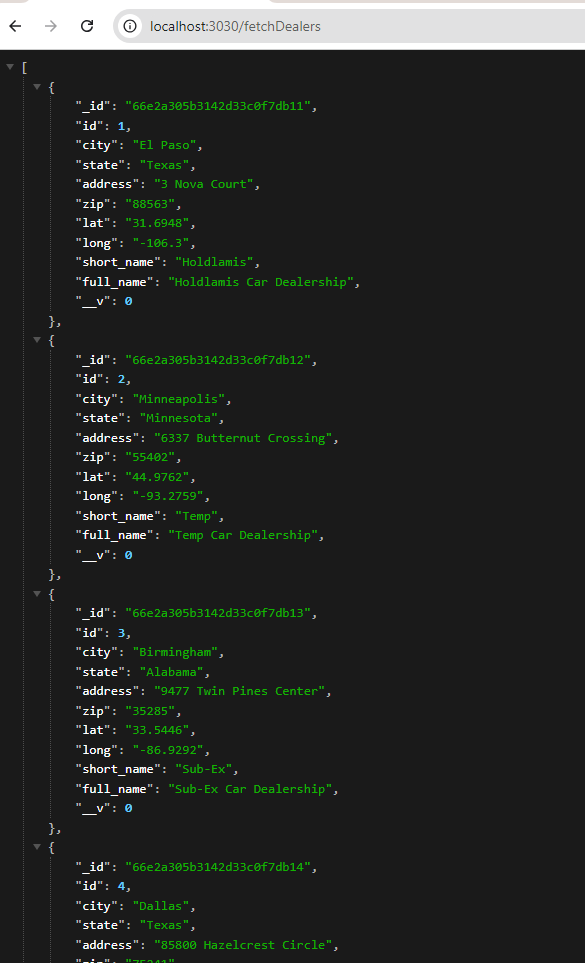 localhost:3030/fetchDealers
[
{
"_id": "66e2a305b3142d33c0f7db11",
"id": 1,
"city": "El Paso",
"state": "Texas",
"address": "3 Nova Court",
"zip": "88563",
"lat": "31.6948",
"long": "-106.3",
"short_name": "Holdlamis",
"full_name": "Holdlamis Car Dealership",
"__v": 0
},
{
"_id": "66e2a305b3142d33c0f7db12",
"id": 2,
"city": "Minneapolis",
"state": "Minnesota",
"address": "6337 Butternut Crossing",
"zip": "55402",
"lat": "44.9762",
"long": "-93.2759",
"short_name": "Temp",
"full_name": "Temp Car Dealership",
"__v": 0
},
{
"_id": "66e2a305b3142d33c0f7db13",
"id": 3,
"city": "Birmingham",
"state": "Alabama",
"address": "9477 Twin Pines Center",
"zip": "35285",
"lat": "33.5446",
"long": "-86.9292",
"short_name": "Sub-Ex",
"full_name": "Sub-Ex Car Dealership",
"__v": 0
},
{
"_id": "66e2a305b3142d33c0f7db14",
"id": 4,
"city": "Dallas",
"state": "Texas",
"address": "85800 Hazelcrest Circle",